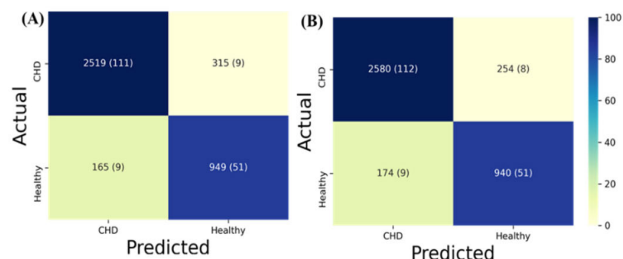 (A)
Actual
CHD
Healthy
2519 (111)
315 (9)
165 (9)
949 (51)
CHD
Healthy
Predicted
(B)
Actual
CHD
Healthy
2580 (112)
254 (8)
174 (9)
940 (51)
CHD
Healthy
Predicted
100
80
60
40
20
0